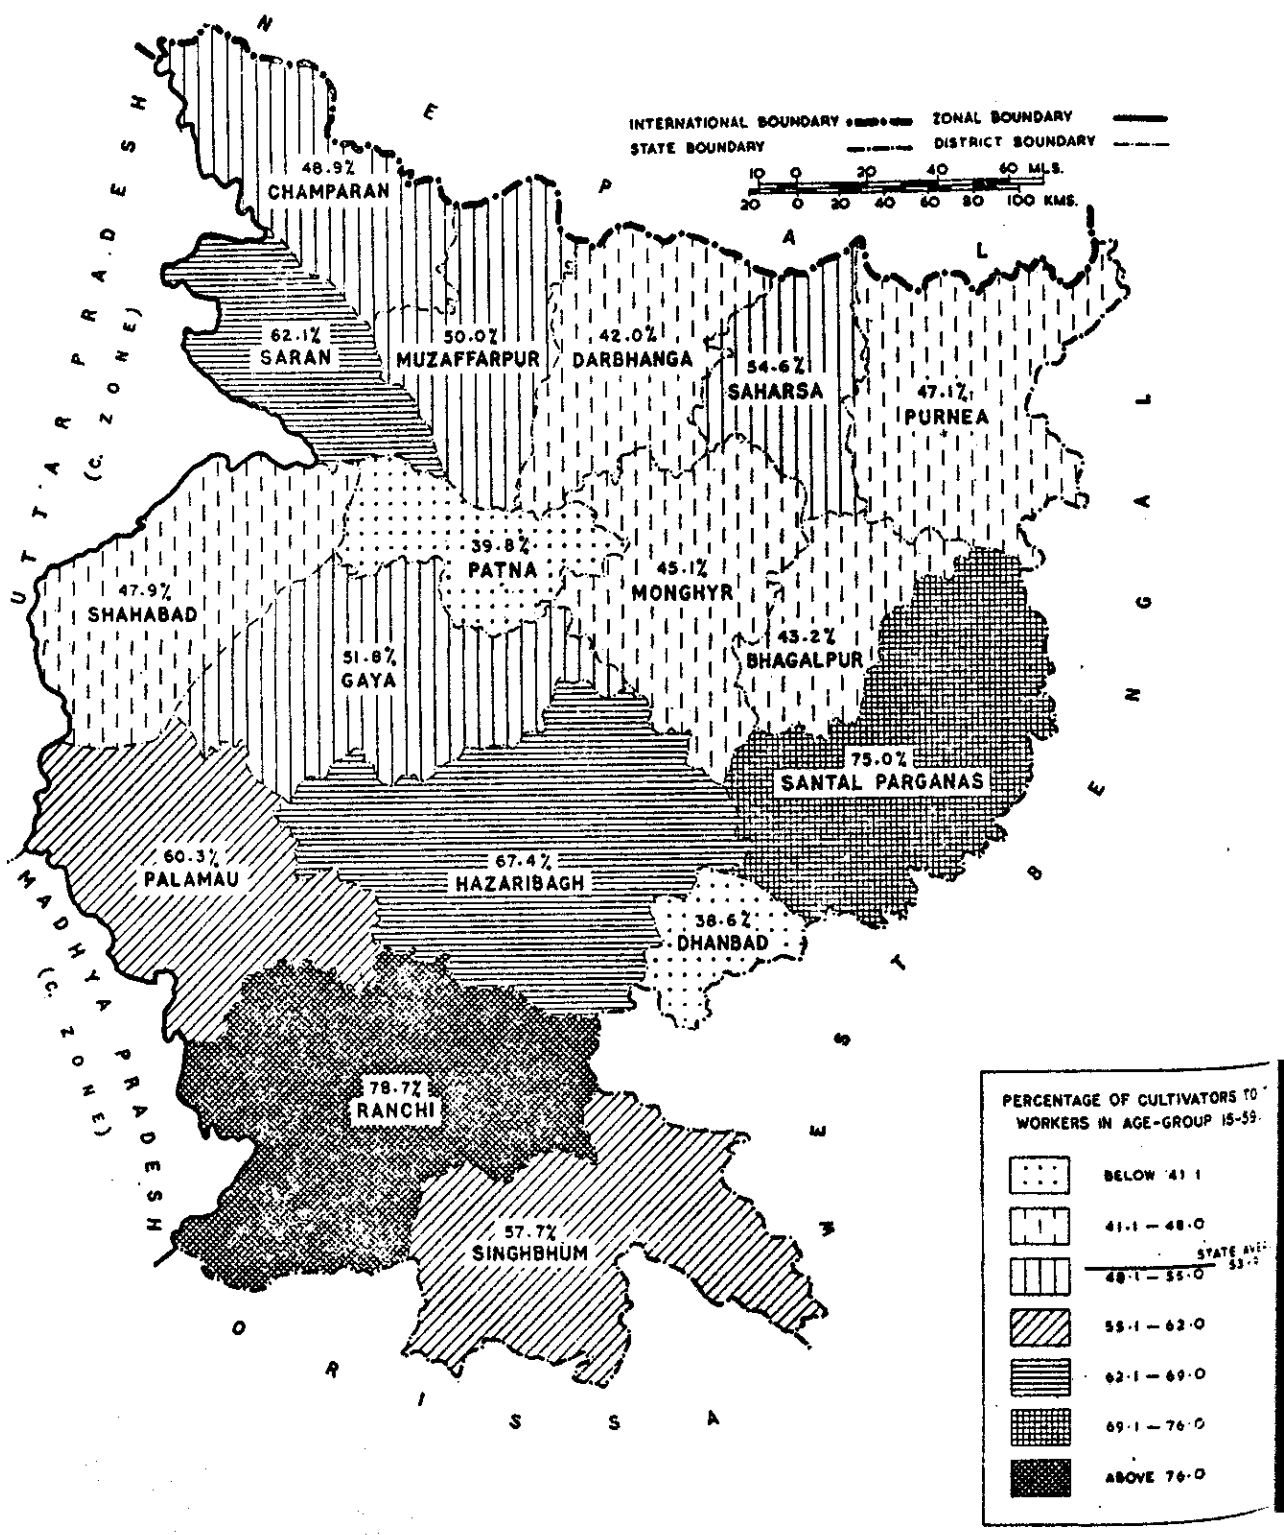 N E P A L
INTERNATIONAL BOUNDARY ZONAL BOUNDARY
STATE BOUNDARY DISTRICT BOUNDARY
10 0 20 40 60 MLS.
20 0 20 40 60 80 100 KMS.
UTTAR PRADESH
(C. ZONE)
48.9%
CHAMPARAN
62.1%
SARAN
50.0%
MUZAFFARPUR
42.0%
DARBHANGA
54.6%
SAHARSA
47.1%
PURNEA
39.8%
PATNA
47.9%
SHAHABAD
45.1%
MONGHYR
43.2%
BHAGALPUR
51.8%
GAYA
75.0%
SANTAL PARGANAS
60.3%
PALAMAU
67.4%
HAZARIBAGH
38.6%
DHANBAD
78.7%
RANCHI
57.7%
SINGHBHUM
MADHYA PRADESH
(C. ZONE)
WEST BENGAL
ORISSA
PERCENTAGE OF CULTIVATORS TO
WORKERS IN AGE-GROUP 15-59.
BELOW 41.1
41.1 — 48.0
STATE
48.1 — 55.0
55.1 — 62.0
62.1 — 69.0
69.1 — 76.0
ABOVE 76.0